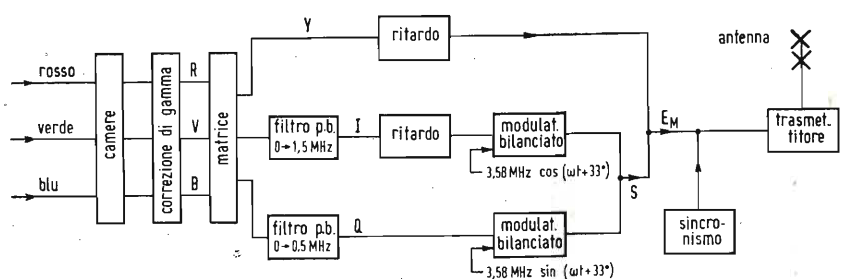 rosso
verde
blu
camere
correzione di gamma
R
V
B
matrice
Y
ritardo
filtro p.b.
0→1,5 MHz
I
ritardo
modulat.
bilanciato
3,58 MHz cos (ωt+33°)
filtro p.b.
0→0,5 MHz
Q
modulat.
bilanciato
3,58 MHz sin (ωt+33°)
S
E_M
sincro-
nismo
antenna
trasmet-
titore